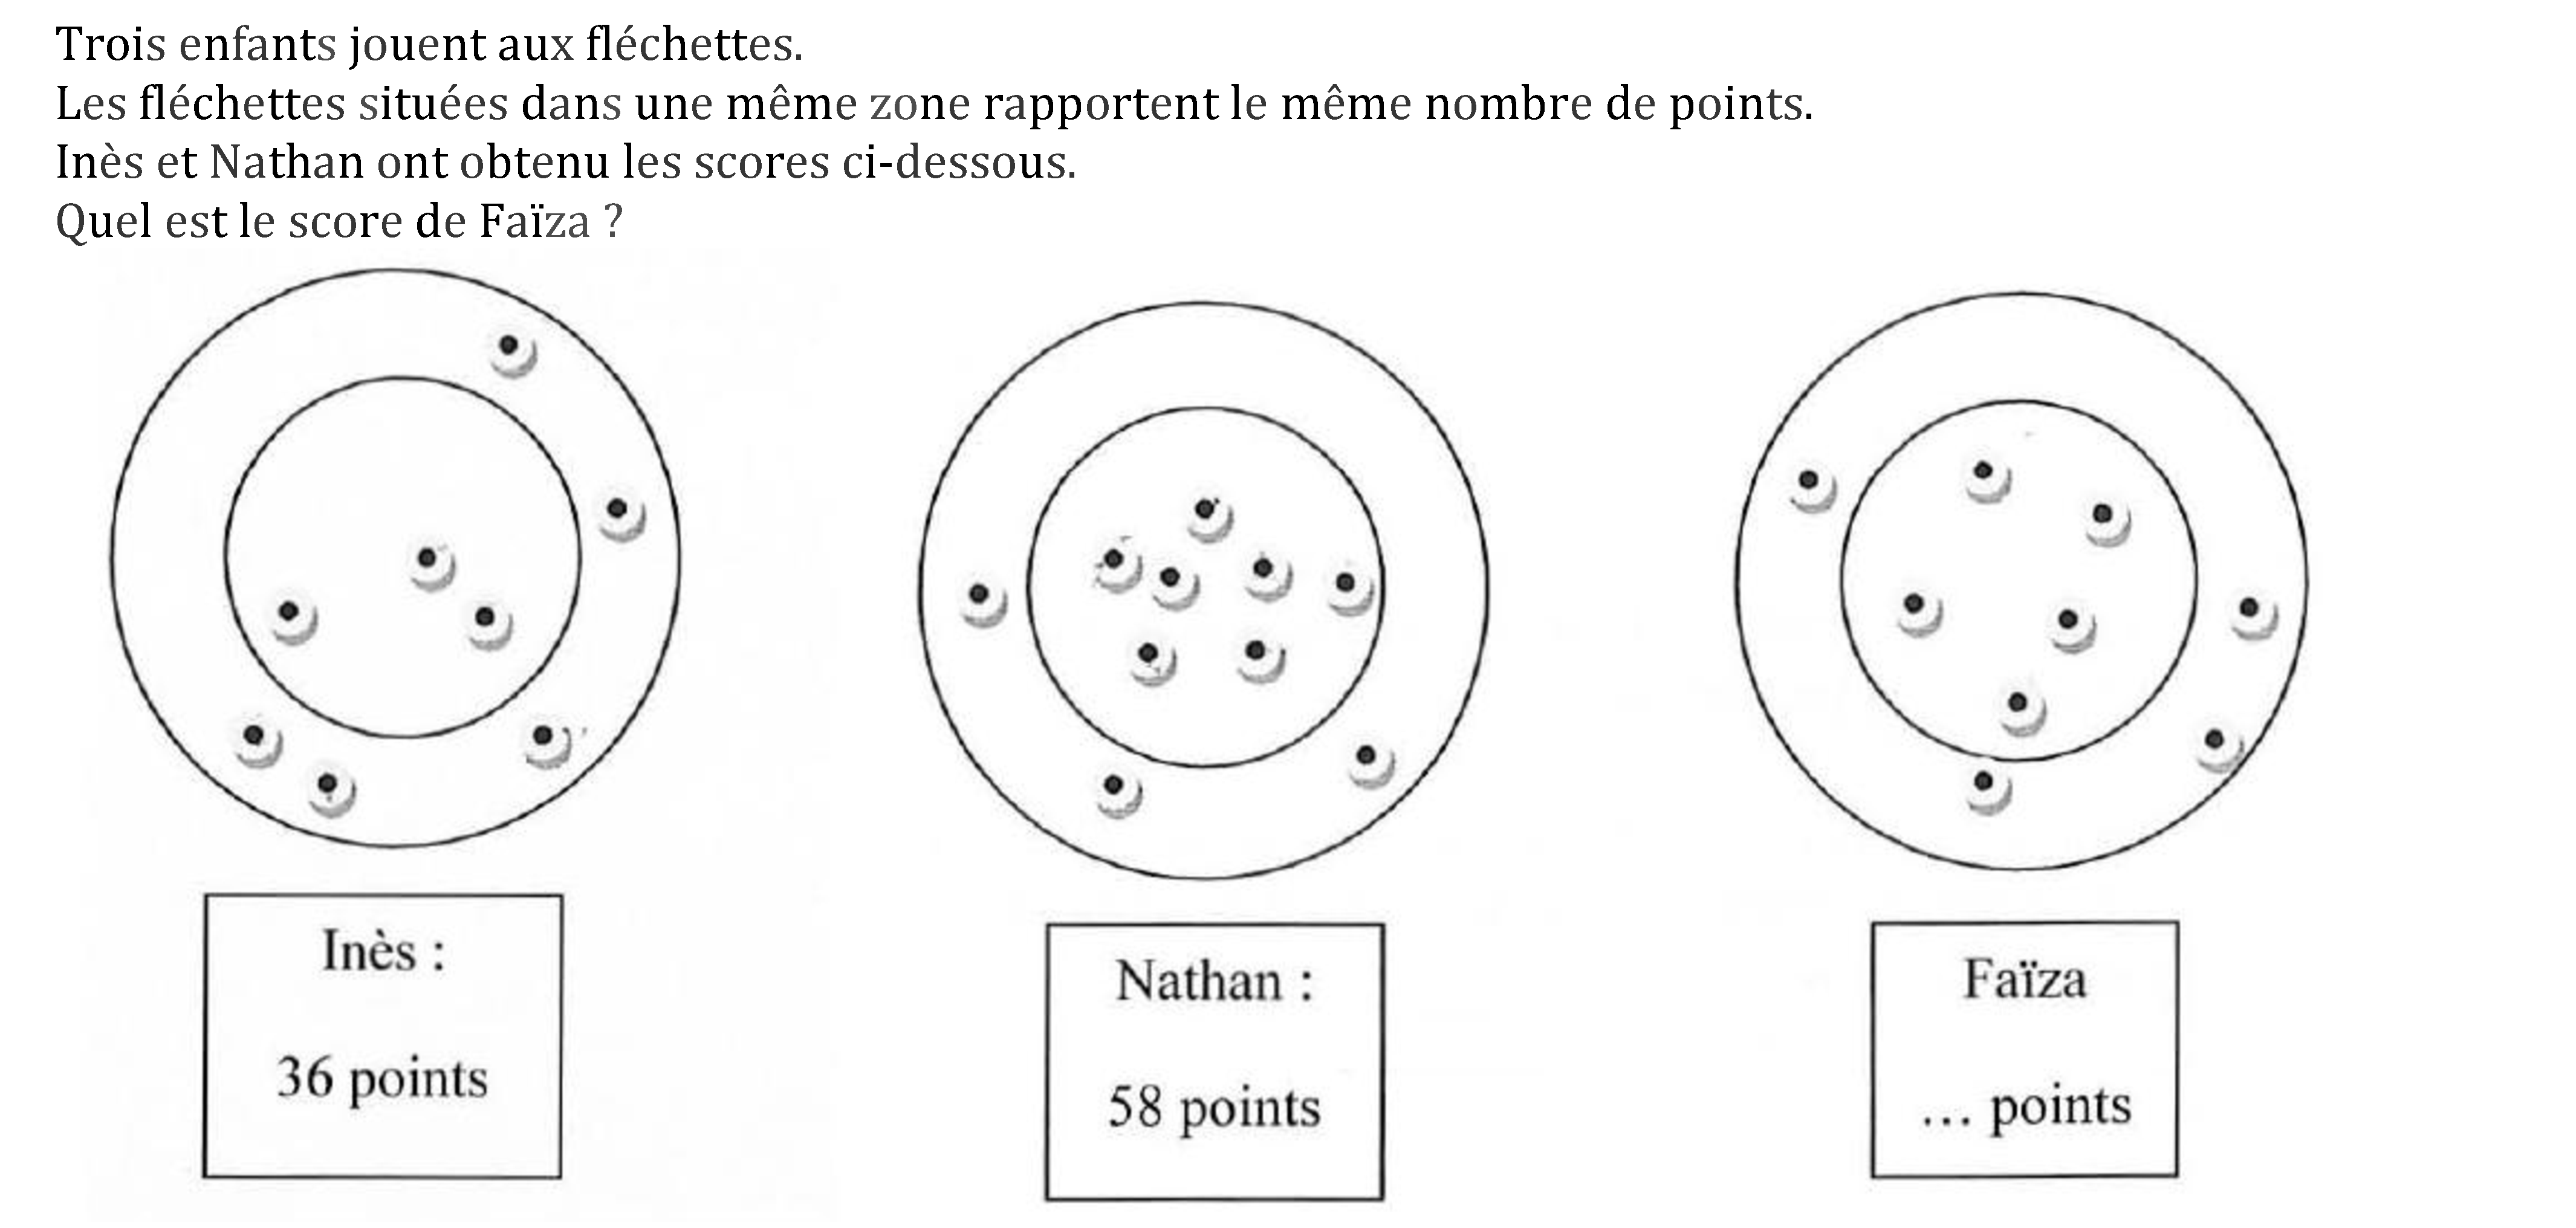 Trois enfants jouent aux fléchettes.
Les fléchettes situées dans une même zone rapportent le même nombre de points.
Inès et Nathan ont obtenu les scores ci-dessous.
Quel est le score de Faïza ?
Inès :
36 points
Nathan :
58 points
Faïza
... points